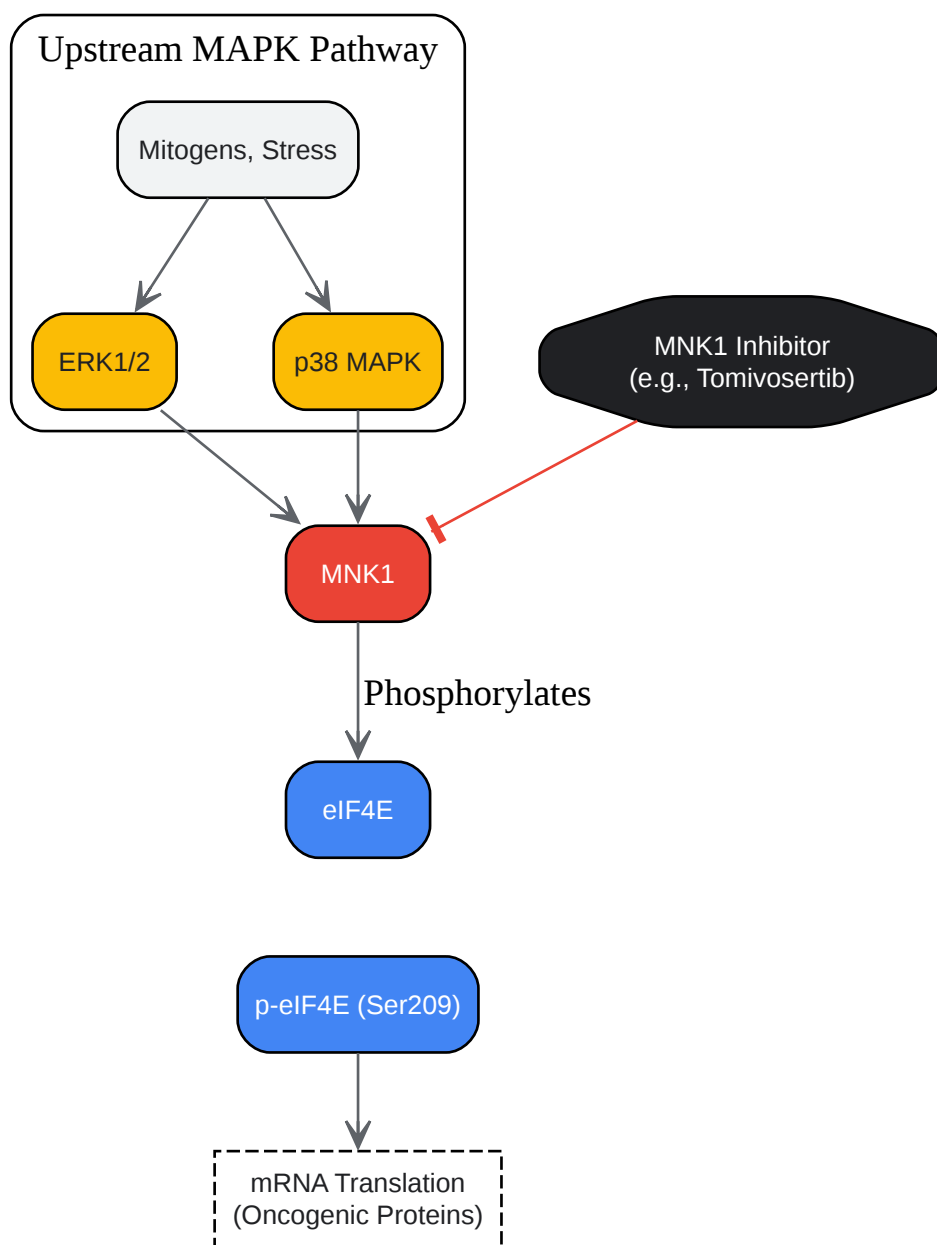 Upstream MAPK Pathway
Mitogens, Stress
ERK1/2
p38 MAPK
MNK1 Inhibitor
(e.g., Tomivosertib)
MNK1
Phosphorylates
eIF4E
p-eIF4E (Ser209)
mRNA Translation
(Oncogenic Proteins)